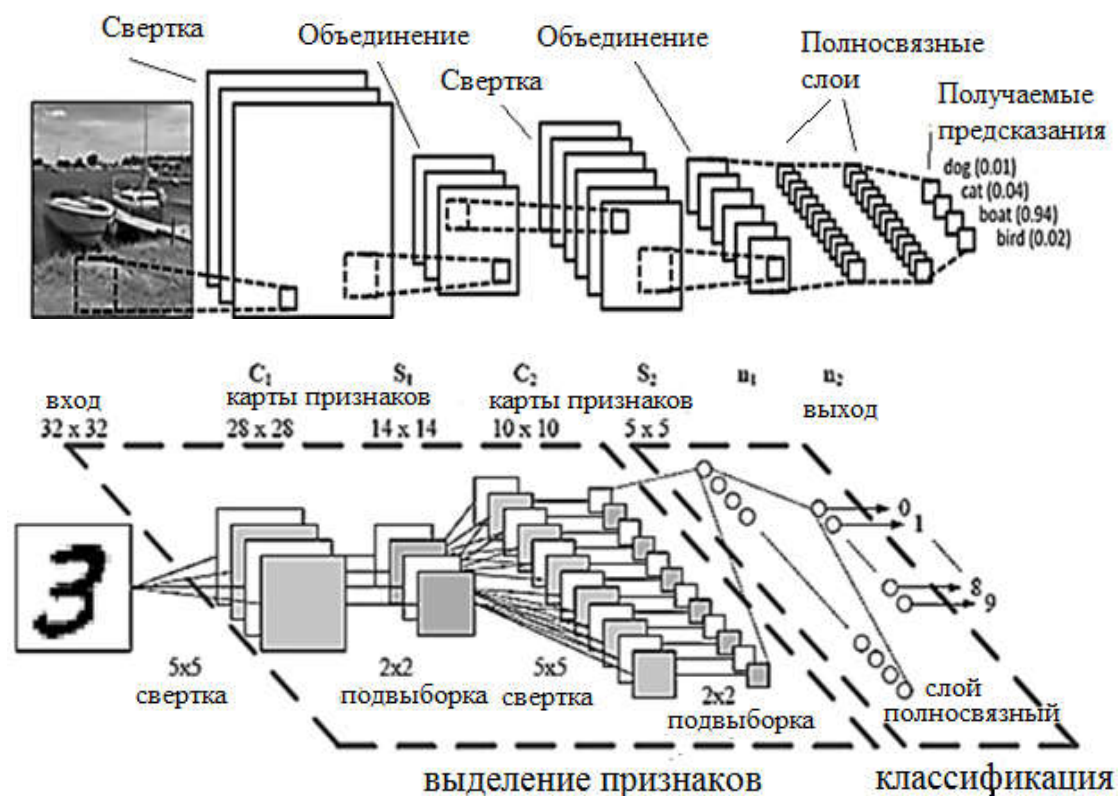 Свертка
Объединение
Свертка
Объединение
Полносвязные
слои
Получаемые
предсказания
dog (0.01)
cat (0.04)
boat (0.94)
bird (0.02)
C₁ S₁ C₂ S₂ n₁ n₂
вход карты признаков карты признаков выход
32 x 32 28 x 28 14 x 14 10 x 10 5 x 5
0
1
8
9
5x5 2x2 5x5 2x2
свертка подвыборка свертка подвыборка
слой
полносвязный
выделение признаков классификация